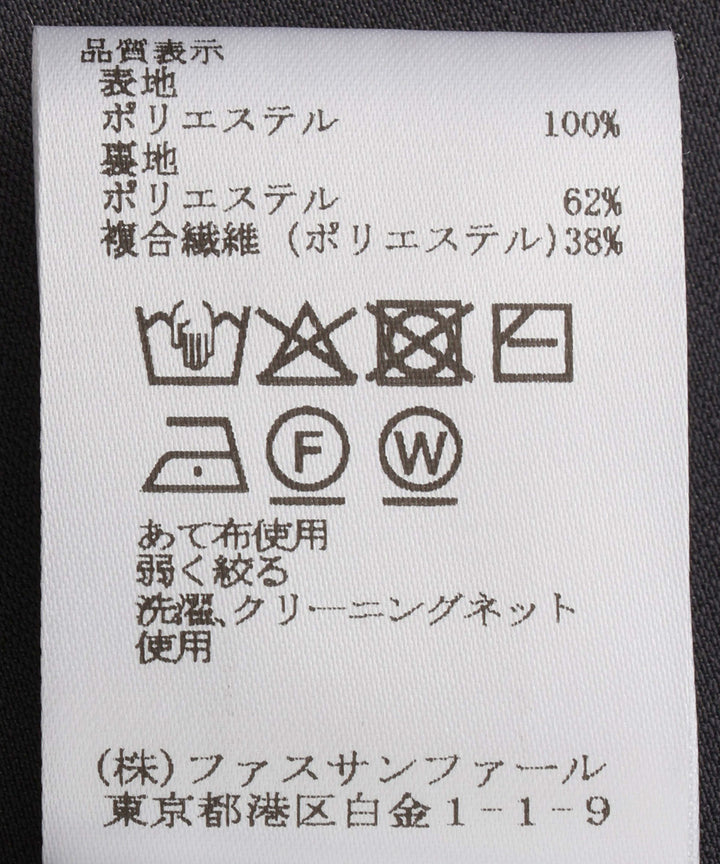 品質表示
表地
ポリエステル 100%
裏地
ポリエステル 62%
複合繊維 (ポリエステル)38%
F W
あて布使用
弱く絞る
洗濯、クリーニングネット
使用
(株)ファスサンファール
東京都港区白金1-1-9